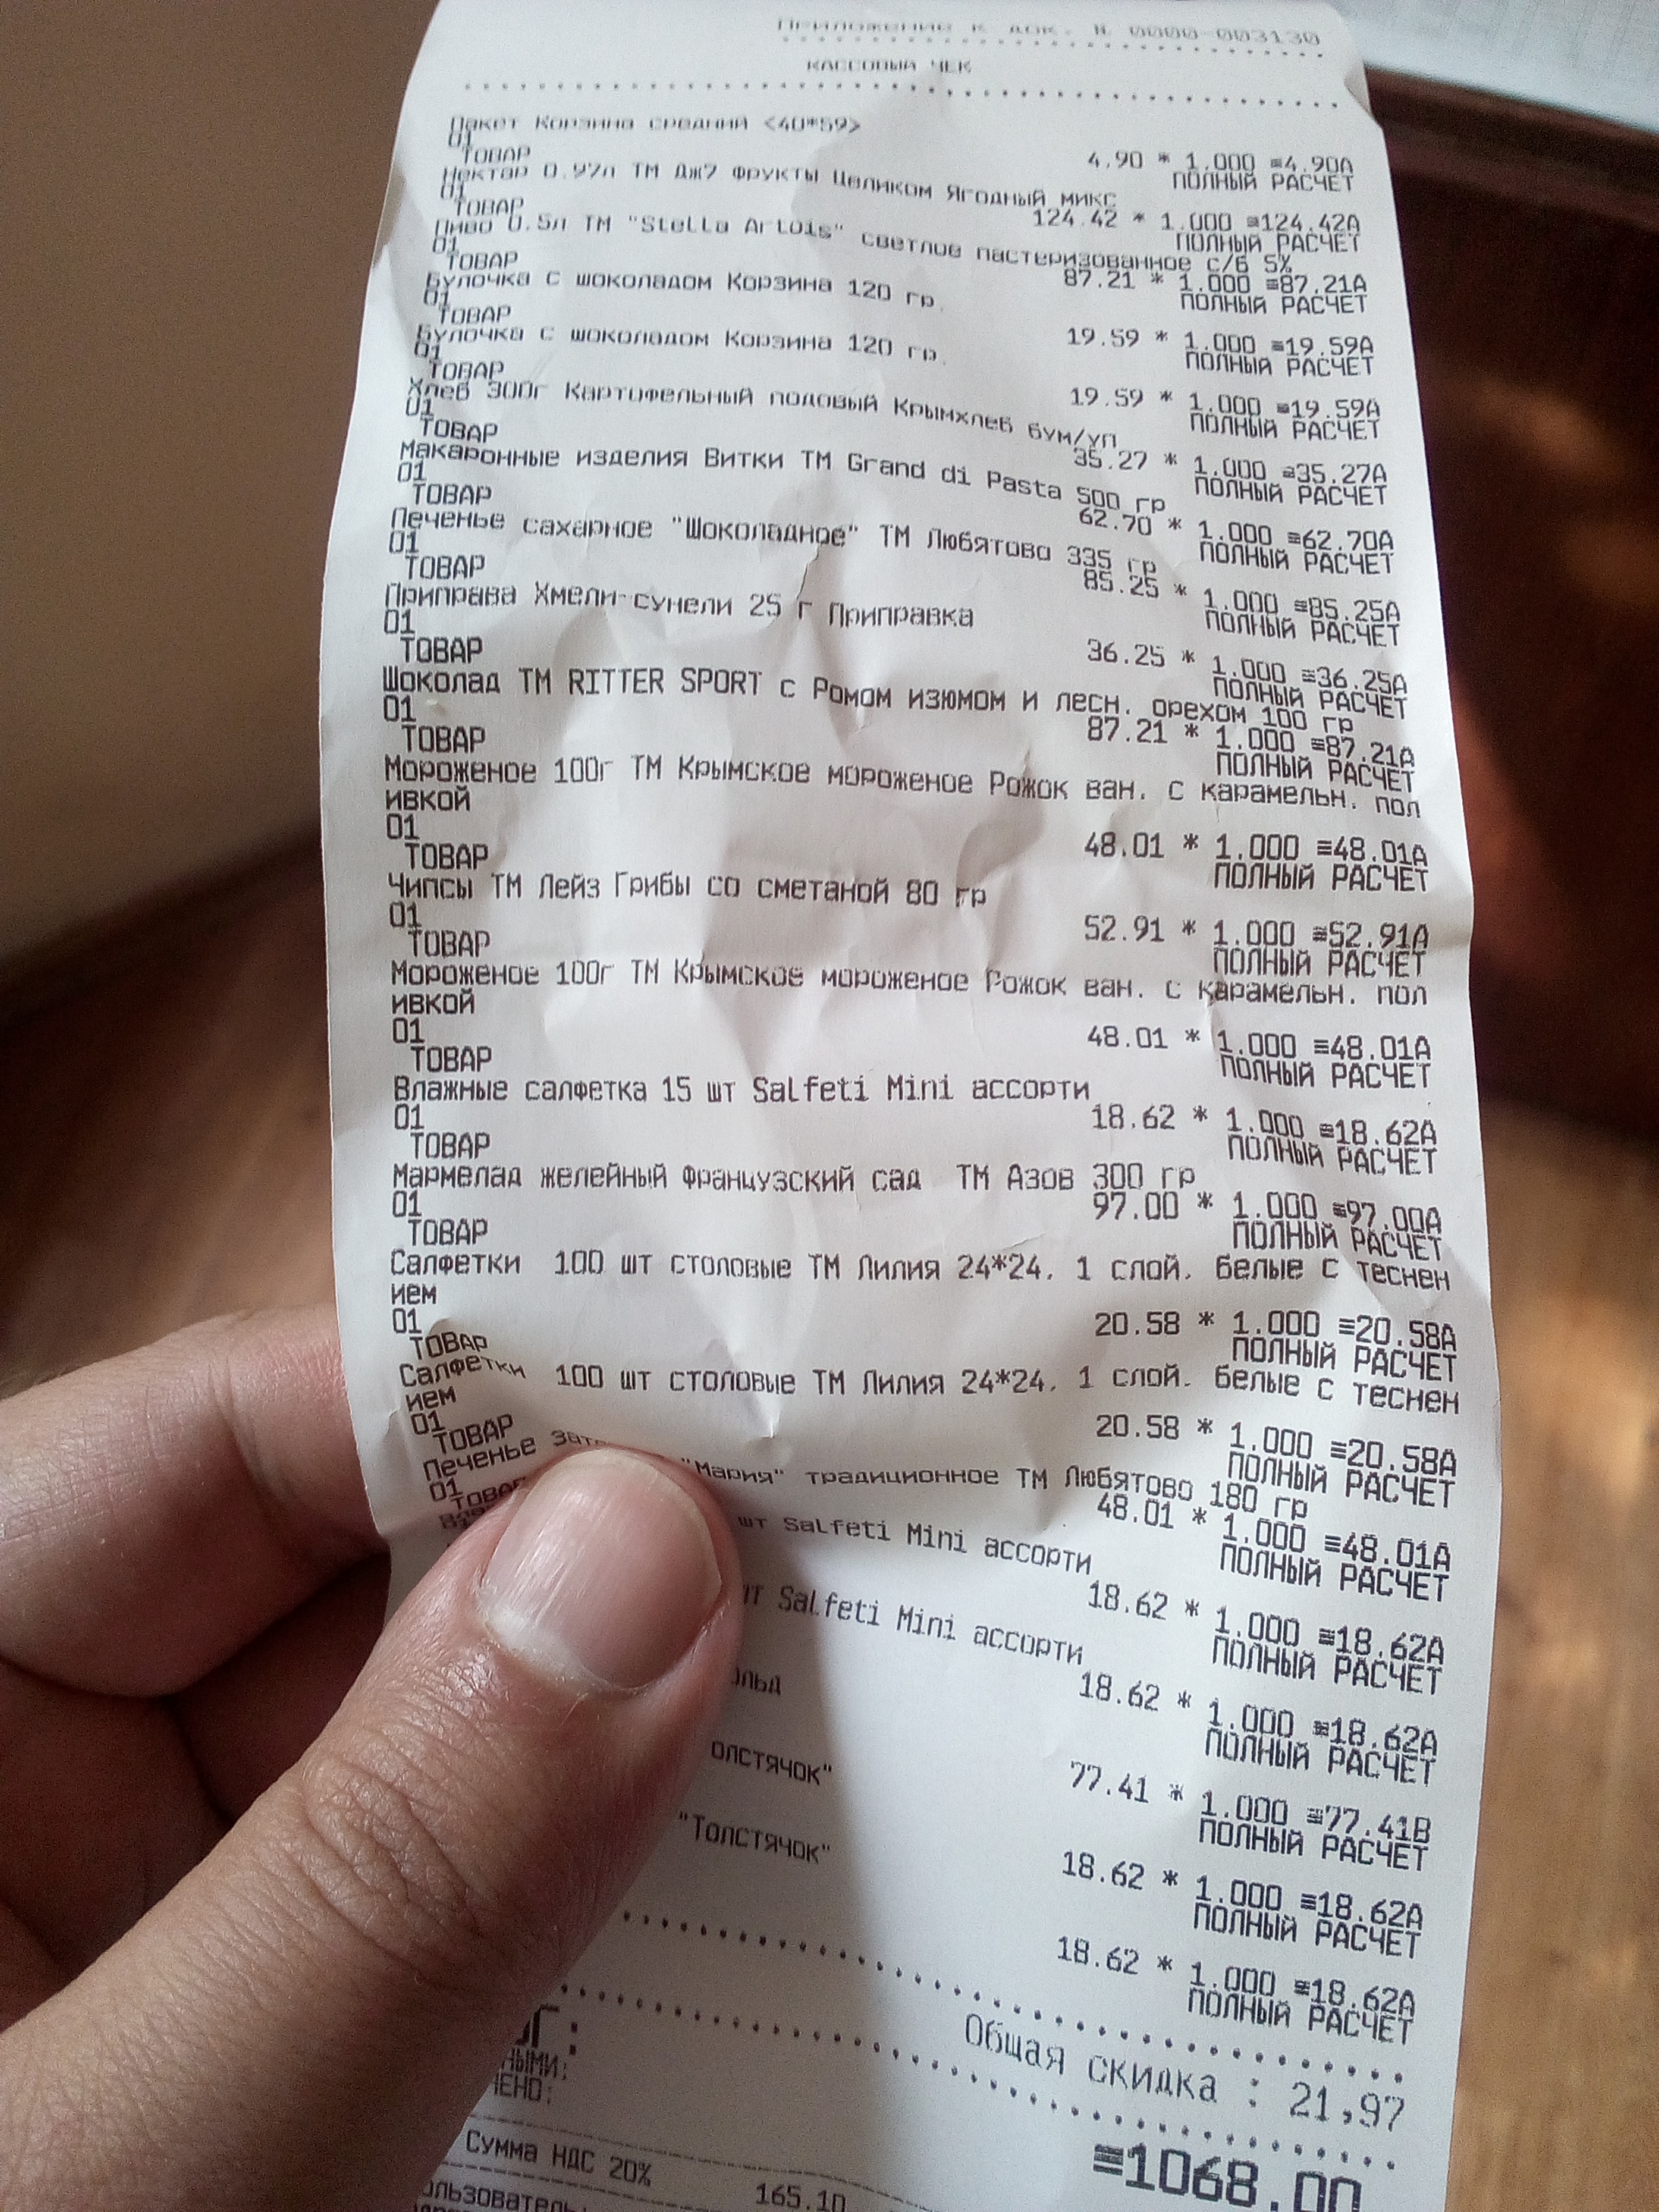 Приложение к док. № 0000-003130
КАССОВЫЙ ЧЕК
Пакет Корзина средний <40*59>
01 4.90 * 1.000 ≡4.90А
ТОВАР ПОЛНЫЙ РАСЧЕТ
Нектар 0.97л ТМ Дж7 Фрукты Целиком Ягодный микс
01 124.42 * 1.000 ≡124.42А
ТОВАР ПОЛНЫЙ РАСЧЕТ
Пиво 0.5л ТМ "Stella Artois" светлое пастеризованное с/б 5%
01 87.21 * 1.000 ≡87.21А
ТОВАР ПОЛНЫЙ РАСЧЕТ
Булочка с шоколадом Корзина 120 гр.
01 19.59 * 1.000 ≡19.59А
ТОВАР ПОЛНЫЙ РАСЧЕТ
Булочка с шоколадом Корзина 120 гр.
01 19.59 * 1.000 ≡19.59А
ТОВАР ПОЛНЫЙ РАСЧЕТ
Хлеб 300г Картофельный подовый Крымхлеб бум/уп
01 35.27 * 1.000 ≡35.27А
ТОВАР ПОЛНЫЙ РАСЧЕТ
Макаронные изделия Витки ТМ Grand di Pasta 500 гр
01 62.70 * 1.000 ≡62.70А
ТОВАР ПОЛНЫЙ РАСЧЕТ
Печенье сахарное "Шоколадное" ТМ Любятово 335 гр
01 85.25 * 1.000 ≡85.25А
ТОВАР ПОЛНЫЙ РАСЧЕТ
Приправа Хмели-сунели 25 г Приправка
01 36.25 * 1.000 ≡36.25А
ТОВАР ПОЛНЫЙ РАСЧЕТ
Шоколад ТМ RITTER SPORT с Ромом изюмом и лесн. орехом 100 гр
01 87.21 * 1.000 ≡87.21А
ТОВАР ПОЛНЫЙ РАСЧЕТ
Мороженое 100г ТМ Крымское мороженое Рожок ван. с карамельн. пол
ивкой
01 48.01 * 1.000 ≡48.01А
ТОВАР ПОЛНЫЙ РАСЧЕТ
Чипсы ТМ Лейз Грибы со сметаной 80 гр
01 52.91 * 1.000 ≡52.91А
ТОВАР ПОЛНЫЙ РАСЧЕТ
Мороженое 100г ТМ Крымское мороженое Рожок ван. с карамельн. пол
ивкой
01 48.01 * 1.000 ≡48.01А
ТОВАР ПОЛНЫЙ РАСЧЕТ
Влажные салфетка 15 шт Salfeti Mini ассорти
01 18.62 * 1.000 ≡18.62А
ТОВАР ПОЛНЫЙ РАСЧЕТ
Мармелад желейный Французский сад ТМ Азов 300 гр
01 97.00 * 1.000 ≡97.00А
ТОВАР ПОЛНЫЙ РАСЧЕТ
Салфетки 100 шт столовые ТМ Лилия 24*24. 1 слой. белые с теснен
ием
01 20.58 * 1.000 ≡20.58А
ТОВАР ПОЛНЫЙ РАСЧЕТ
Салфетки 100 шт столовые ТМ Лилия 24*24. 1 слой. белые с теснен
ием
01 20.58 * 1.000 ≡20.58А
ТОВАР ПОЛНЫЙ РАСЧЕТ
Печенье "Мария" традиционное ТМ Любятово 180 гр
01 48.01 * 1.000 ≡48.01А
ТОВАР ПОЛНЫЙ РАСЧЕТ
шт Salfeti Mini ассорти
18.62 * 1.000 ≡18.62А
ПОЛНЫЙ РАСЧЕТ
шт Salfeti Mini ассорти
18.62 * 1.000 ≡18.62А
ПОЛНЫЙ РАСЧЕТ
77.41 * 1.000 ≡77.41В
ПОЛНЫЙ РАСЧЕТ
олстячок"
18.62 * 1.000 ≡18.62А
ПОЛНЫЙ РАСЧЕТ
"Толстячок"
18.62 * 1.000 ≡18.62А
ПОЛНЫЙ РАСЧЕТ
Общая скидка : 21,97
≡1068.00
Сумма НДС 20% 165.10